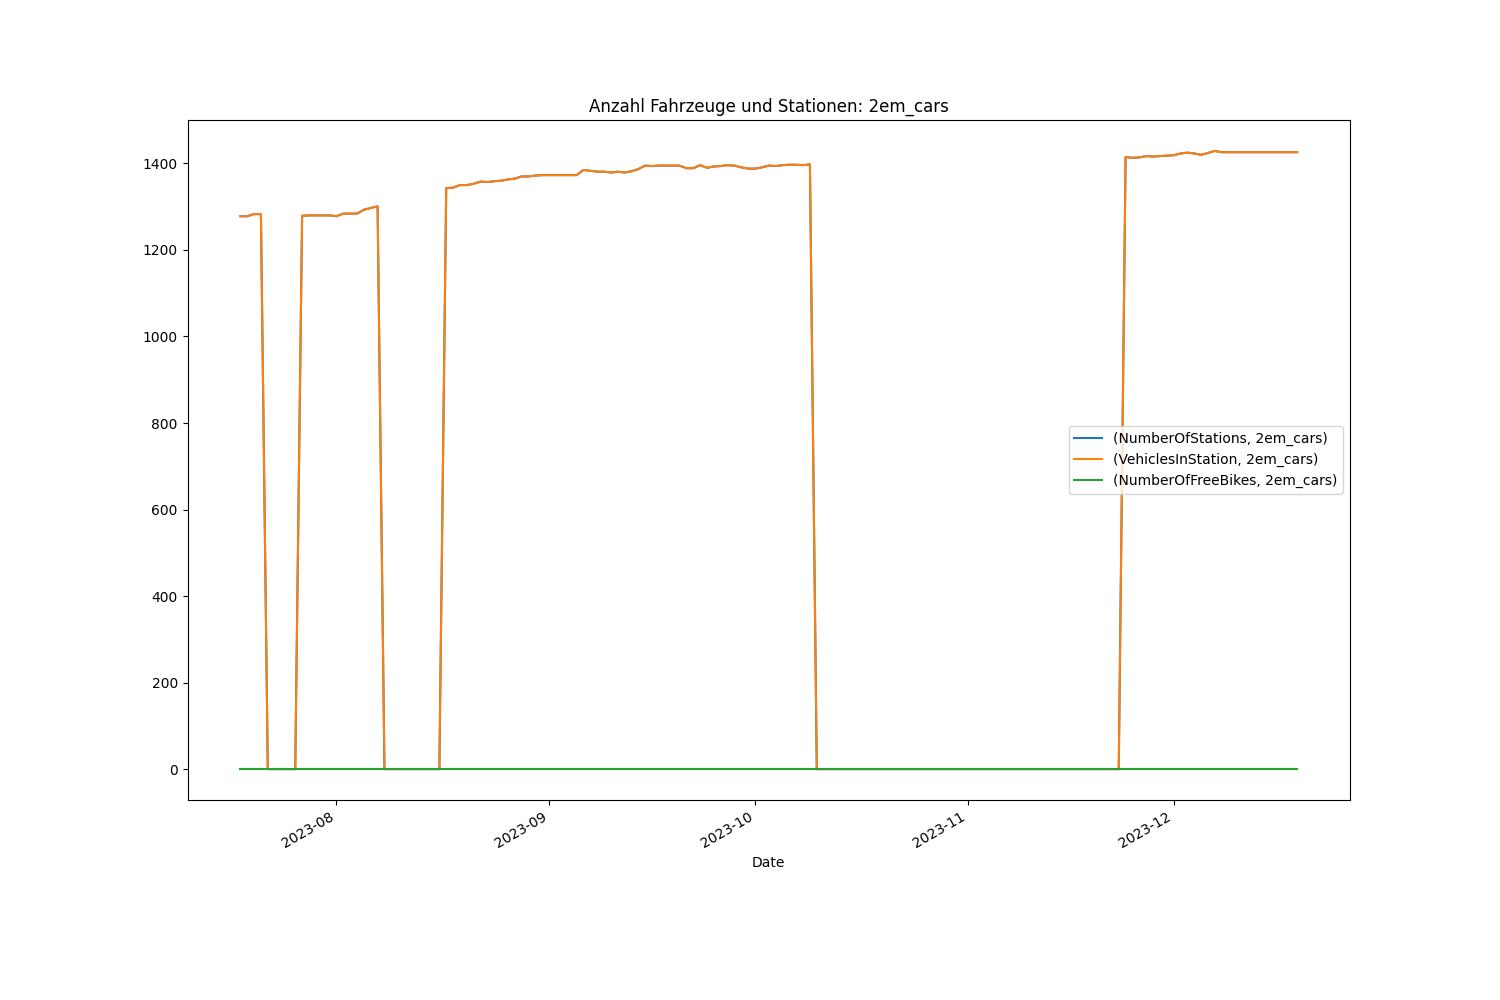 Anzahl Fahrzeuge und Stationen: 2em_cars
1400
1200
1000
800
600
400
200
0
(NumberOfStations, 2em_cars)
(VehiclesInStation, 2em_cars)
(NumberOfFreeBikes, 2em_cars)
2023-08
2023-09
2023-10
2023-11
2023-12
Date